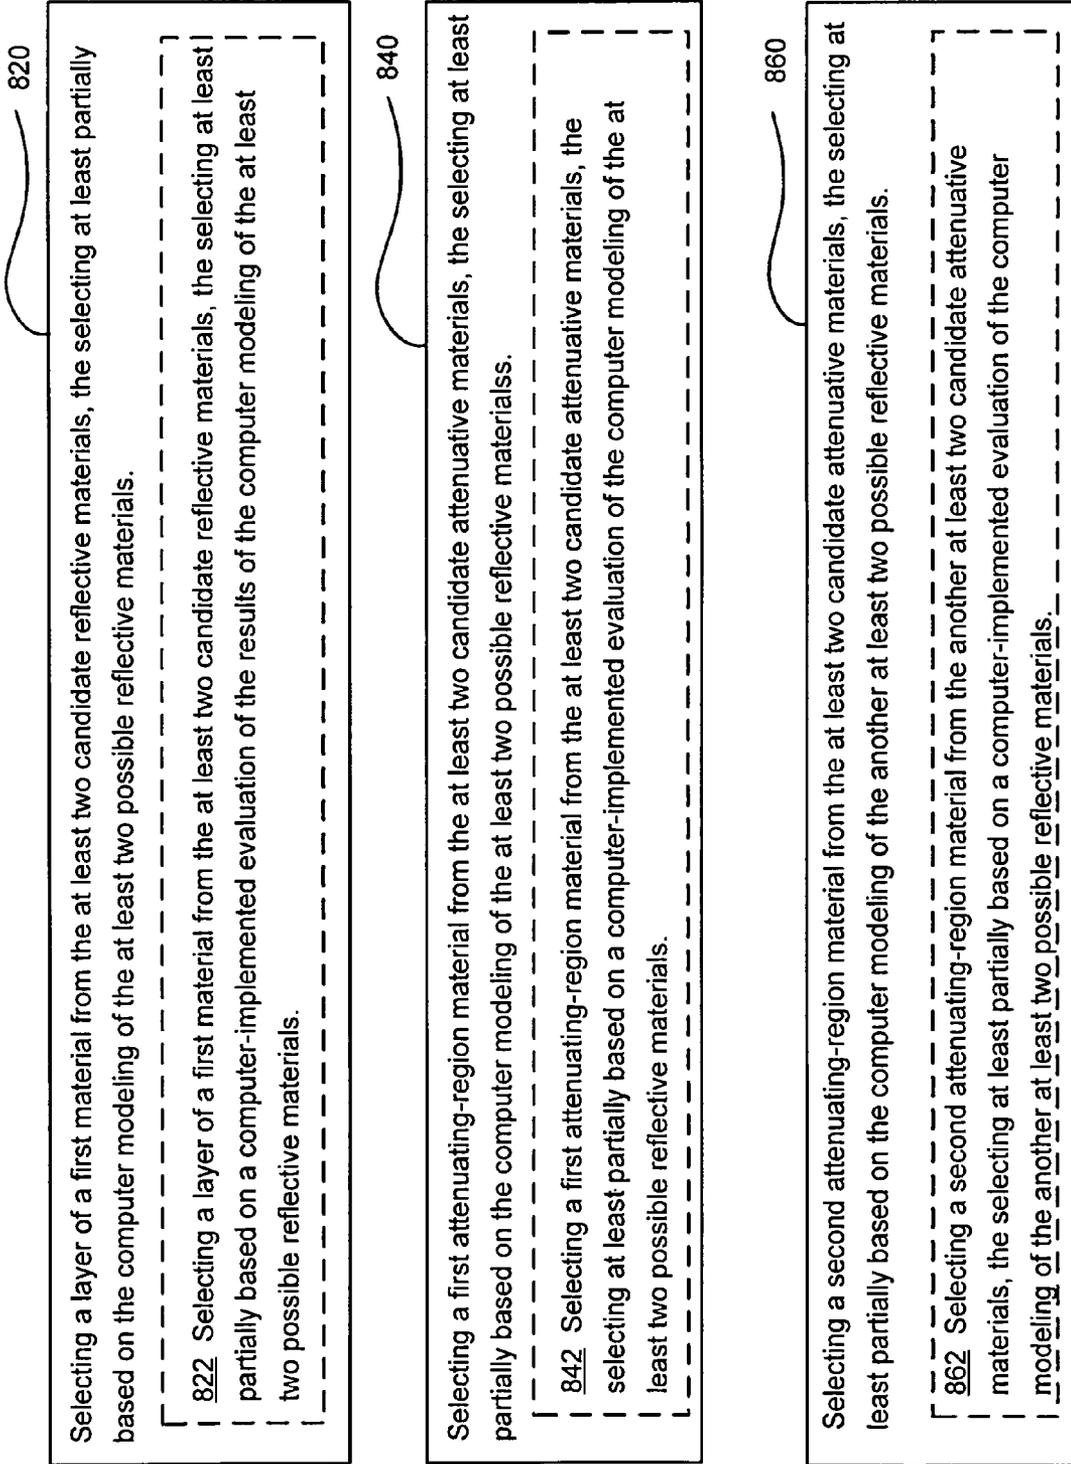 820
Selecting a layer of a first material from the at least two candidate reflective materials, the selecting at least partially
based on the computer modeling of the at least two possible reflective materials.
822 Selecting a layer of a first material from the at least two candidate reflective materials, the selecting at least
partially based on a computer-implemented evaluation of the results of the computer modeling of the at least
two possible reflective materials.
840
Selecting a first attenuating-region material from the at least two candidate attenuative materials, the selecting at least
partially based on the computer modeling of the at least two possible reflective materialss.
842 Selecting a first attenuating-region material from the at least two candidate attenuative materials, the
selecting at least partially based on a computer-implemented evaluation of the computer modeling of the at
least two possible reflective materials.
860
Selecting a second attenuating-region material from the at least two candidate attenuative materials, the selecting at
least partially based on the computer modeling of the another at least two possible reflective materials.
862 Selecting a second attenuating-region material from the another at least two candidate attenuative
materials, the selecting at least partially based on a computer-implemented evaluation of the computer
modeling of the another at least two possible reflective materials.